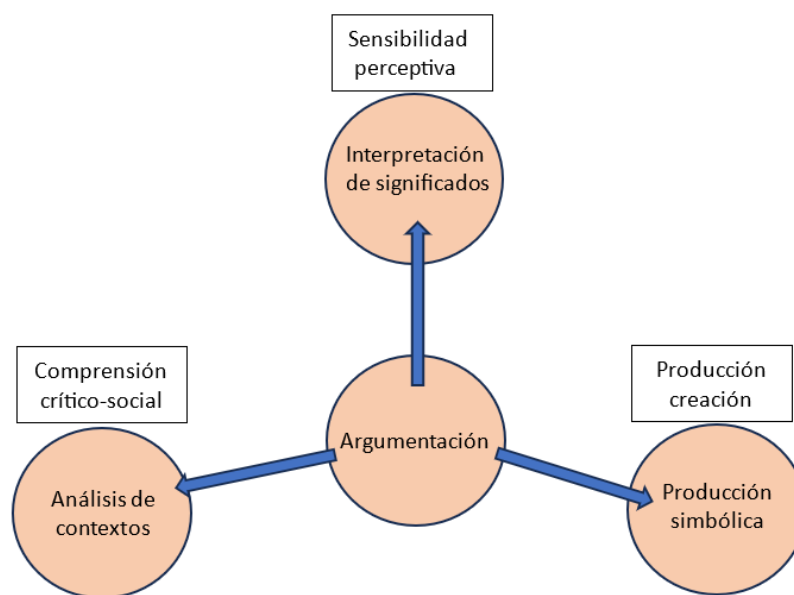 Sensibilidad
perceptiva
Interpretación
de significados
Comprensión
crítico-social
Análisis de
contextos
Argumentación
Producción
creación
Producción
simbólica